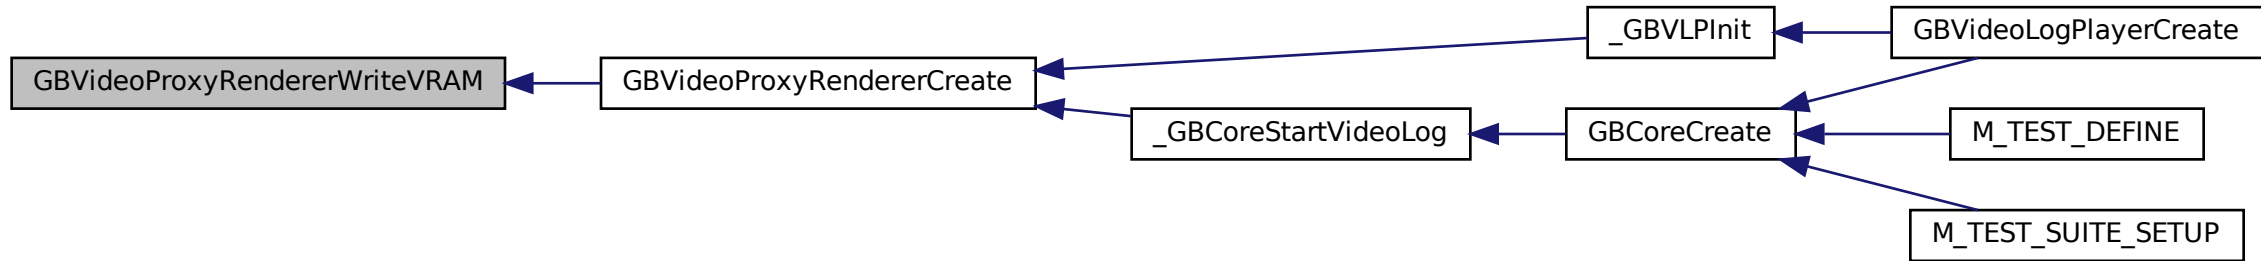 GBVideoProxyRendererWriteVRAM
GBVideoProxyRendererCreate
_GBVLPInit
GBVideoLogPlayerCreate
_GBCoreStartVideoLog
GBCoreCreate
M_TEST_DEFINE
M_TEST_SUITE_SETUP